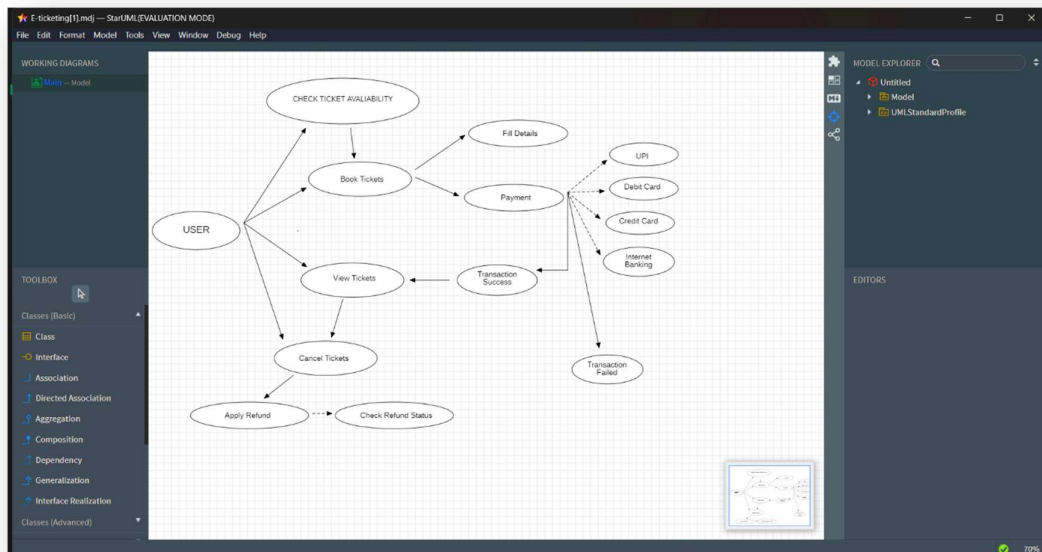 E-ticketing[1].mdj — StarUML(EVALUATION MODE)
File Edit Format Model Tools View Window Debug Help
WORKING DIAGRAMS
Main — Model
TOOLBOX
Classes (Basic)
Class
Interface
Association
Directed Association
Aggregation
Composition
Dependency
Generalization
Interface Realization
Classes (Advanced)
CHECK TICKET AVALIABILITY
Fill Details
Book Tickets
UPI
Payment
Debit Card
Credit Card
USER
Internet
Banking
View Tickets
Transaction
Success
Cancel Tickets
Transaction
Failed
Apply Refund
Check Refund Status
MODEL EXPLORER
Untitled
Model
UMLStandardProfile
EDITORS
70%